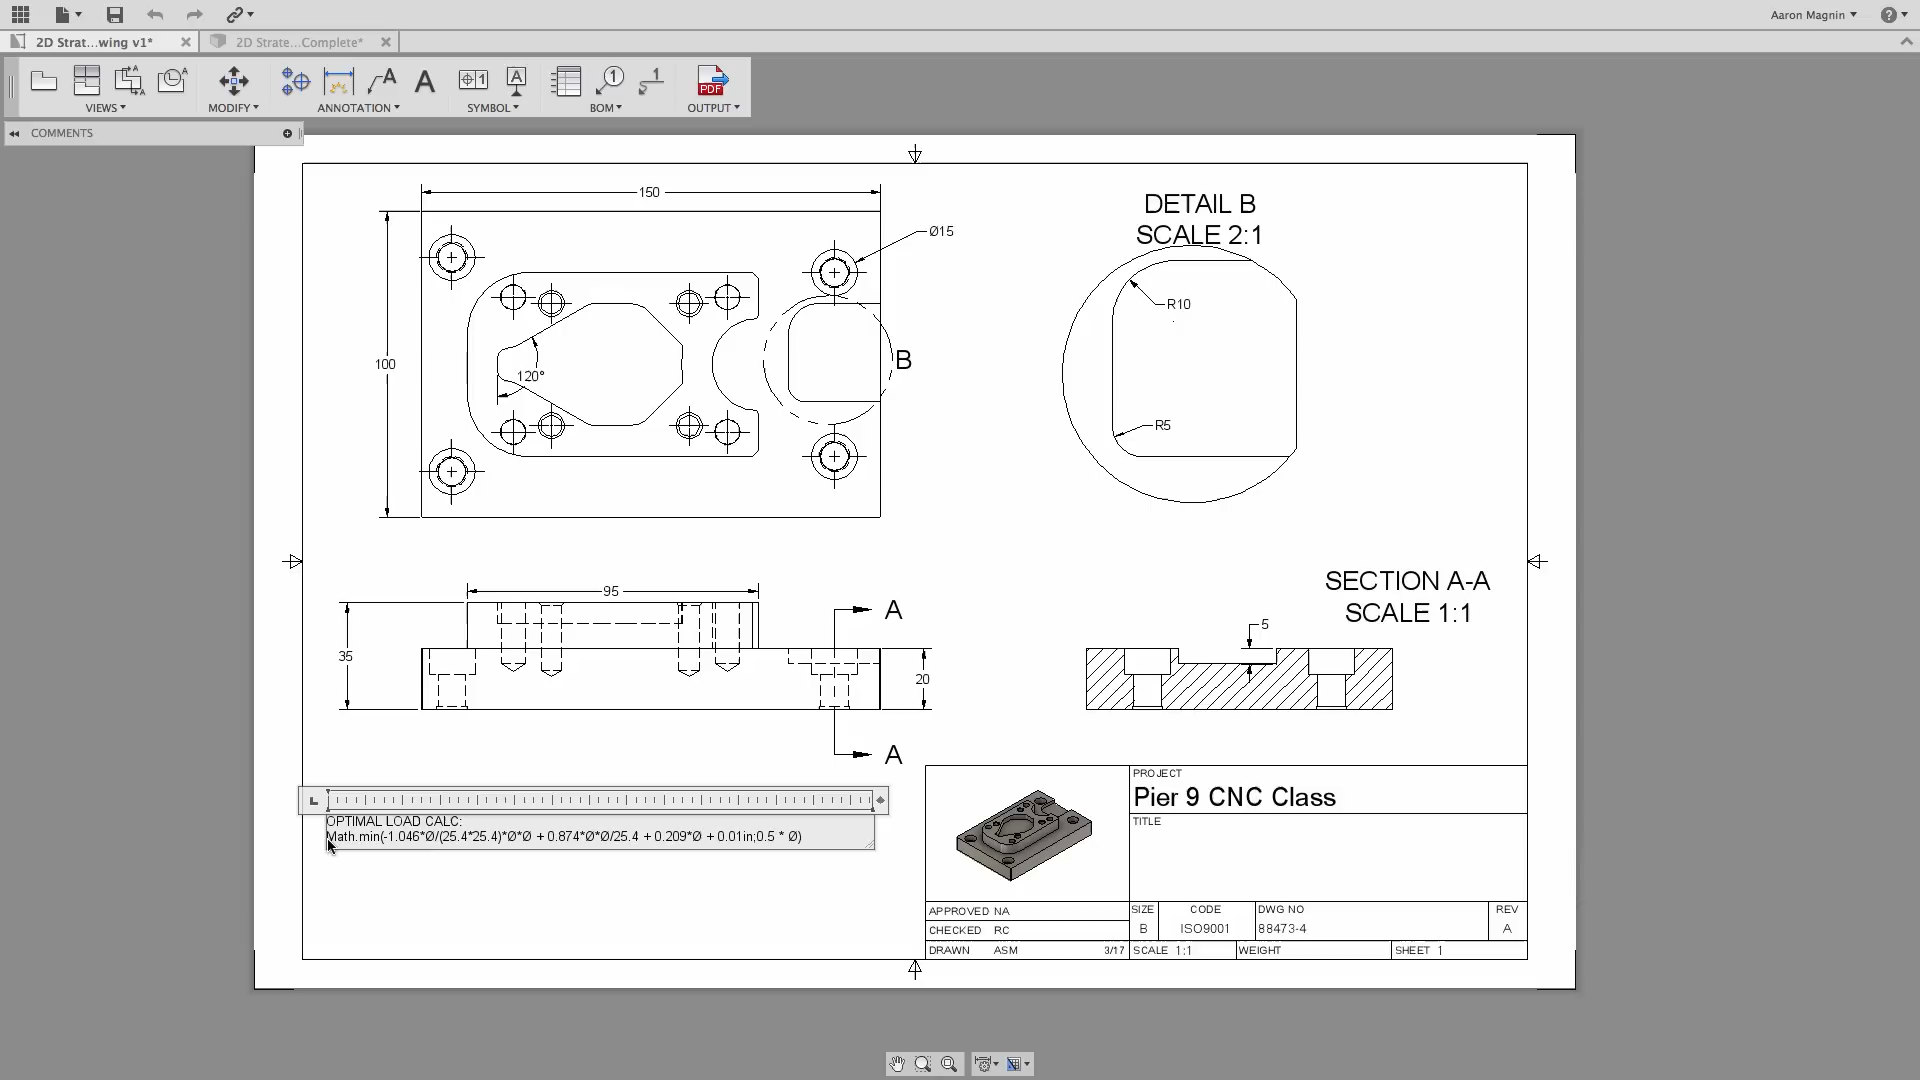 Aaron Magnin
2D Strat...wing v1*
2D Strate...Complete*
VIEWS
MODIFY
ANNOTATION
SYMBOL
BOM
OUTPUT
PDF
COMMENTS
150
Ø15
100
120°
B
DETAIL B
SCALE 2:1
R10
R5
95
35
20
A
A
SECTION A-A
SCALE 1:1
5
OPTIMAL LOAD CALC:
Math.min(-1.046*Ø/(25.4*25.4)*Ø*Ø + 0.874*Ø*Ø/25.4 + 0.209*Ø + 0.01in;0.5 * Ø)
PROJECT
Pier 9 CNC Class
TITLE
APPROVED NA
CHECKED RC
DRAWN ASM 3/17
SIZE CODE DWG NO REV
B ISO9001 88473-4 A
SCALE 1:1 WEIGHT SHEET 1